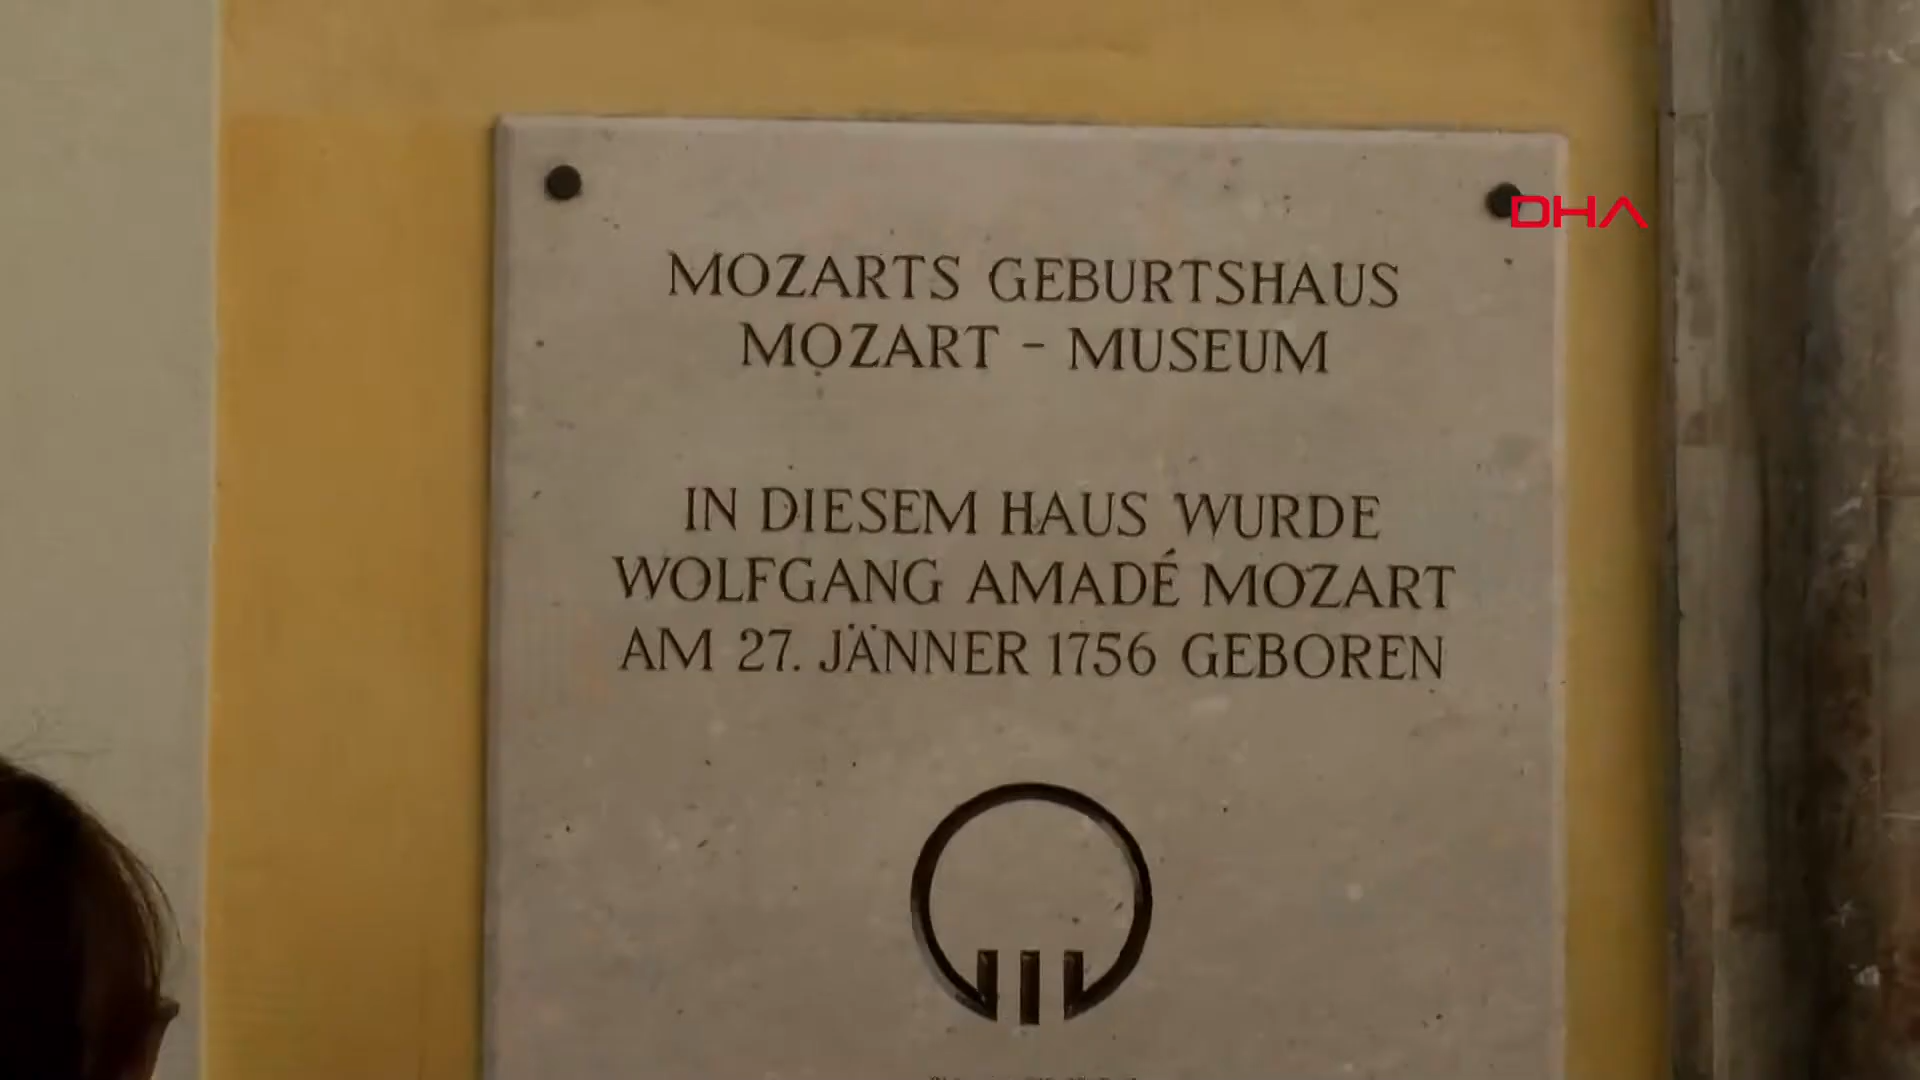 DHA
MOZARTS GEBURTSHAUS
MOZART - MUSEUM
IN DIESEM HAUS WURDE
WOLFGANG AMADÉ MOZART
AM 27. JÄNNER 1756 GEBOREN